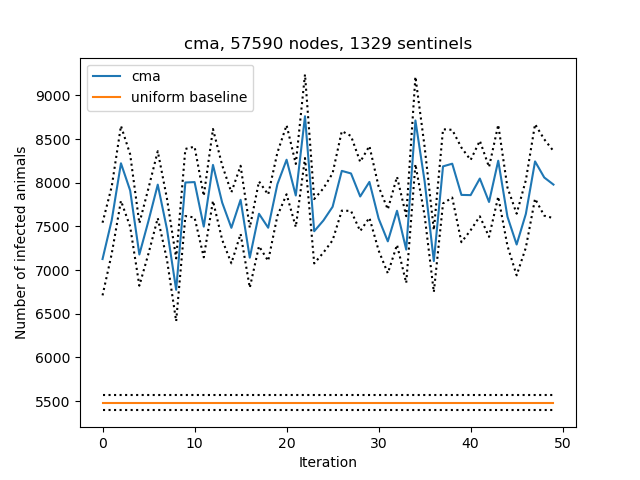 cma, 57590 nodes, 1329 sentinels
cma
uniform baseline
Number of infected animals
9000
8500
8000
7500
7000
6500
6000
5500
0 10 20 30 40 50
Iteration